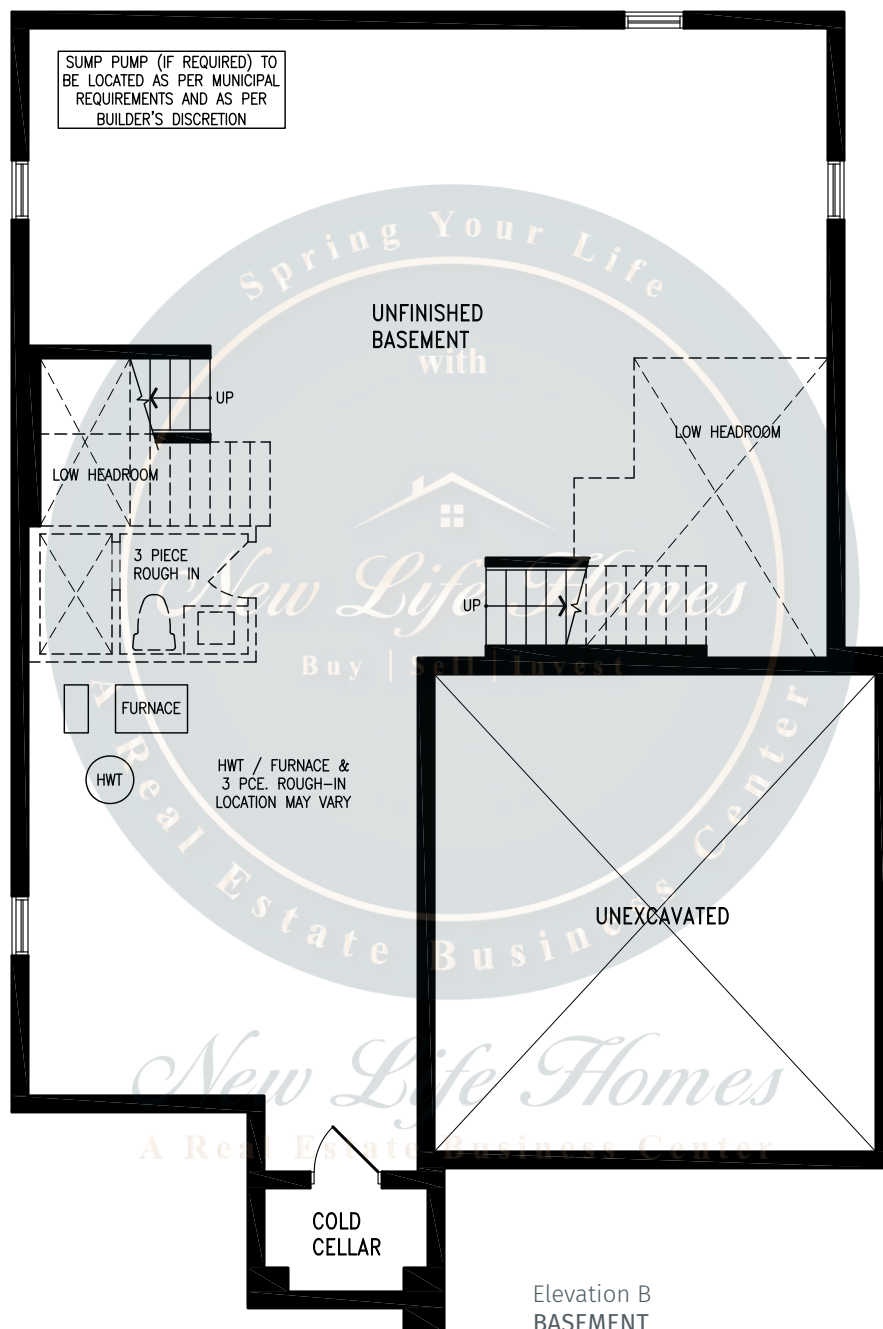 SUMP PUMP (IF REQUIRED) TO
BE LOCATED AS PER MUNICIPAL
REQUIREMENTS AND AS PER
BUILDER'S DISCRETION
Spring Your Life
UNFINISHED
BASEMENT
with
UP
LOW HEADROOM
LOW HEADROOM
3 PIECE
ROUGH IN
New Life Homes
UP
Buy | Sell | Invest
FURNACE
HWT
HWT / FURNACE &
3 PCE. ROUGH-IN
LOCATION MAY VARY
A Real Estate Business Center
UNEXCAVATED
New Life Homes
A Real Estate Business Center
COLD
CELLAR
Elevation B
BASEMENT